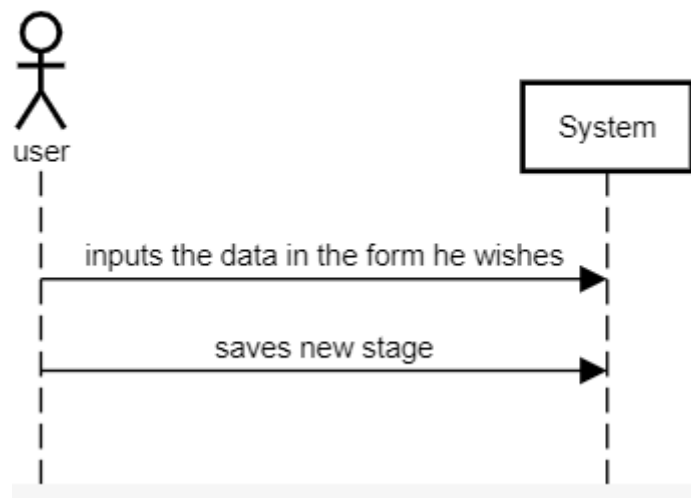 user
System
inputs the data in the form he wishes
saves new stage